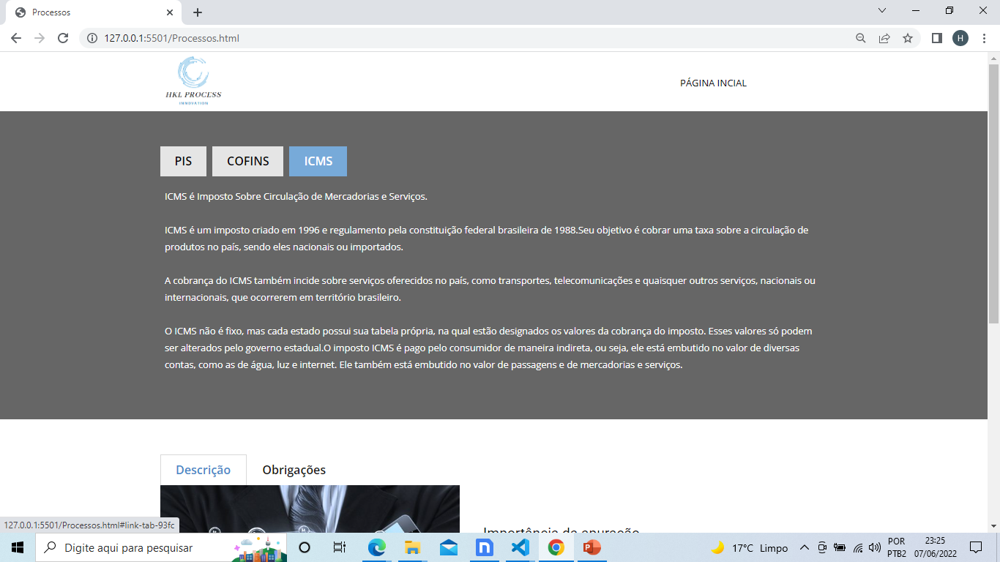 Processos
127.0.0.1:5501/Processos.html
H
HKL PROCESS
INNOVATION
PÁGINA INCIAL
PIS
COFINS
ICMS
ICMS é Imposto Sobre Circulação de Mercadorias e Serviços.
ICMS é um imposto criado em 1996 e regulamento pela constituição federal brasileira de 1988.Seu objetivo é cobrar uma taxa sobre a circulação de
produtos no país, sendo eles nacionais ou importados.
A cobrança do ICMS também incide sobre serviços oferecidos no país, como transportes, telecomunicações e quaisquer outros serviços, nacionais ou
internacionais, que ocorrerem em território brasileiro.
O ICMS não é fixo, mas cada estado possui sua tabela própria, na qual estão designados os valores da cobrança do imposto. Esses valores só podem
ser alterados pelo governo estadual.O imposto ICMS é pago pelo consumidor de maneira indireta, ou seja, ele está embutido no valor de diversas
contas, como as de água, luz e internet. Ele também está embutido no valor de passagens e de mercadorias e serviços.
Descrição
Obrigações
Importância da apuração
127.0.0.1:5501/Processos.html#link-tab-93fc
Digite aqui para pesquisar
17°C Limpo
POR
PTB2
23:25
07/06/2022